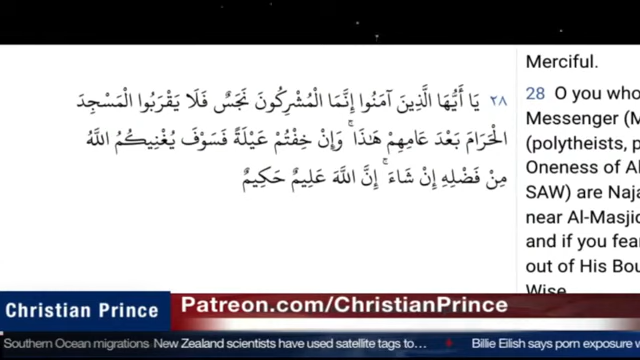 ٢٨ يَا أَيُّهَا الَّذِينَ آمَنُوا إِنَّمَا الْمُشْرِكُونَ نَجَسٌ فَلَا يَقْرَبُوا الْمَسْجِدَ
الْحَرَامَ بَعْدَ عَامِهِمْ هَٰذَا ۚ وَإِنْ خِفْتُمْ عَيْلَةً فَسَوْفَ يُغْنِيكُمُ اللَّهُ
مِنْ فَضْلِهِ إِنْ شَاءَ ۚ إِنَّ اللَّهَ عَلِيمٌ حَكِيمٌ
Merciful.
28 O you who
Messenger (M
(polytheists, p
Oneness of Al
SAW) are Naja
near Al-Masjid
and if you fear
out of His Bou
Wise.
Christian Prince
Patreon.com/ChristianPrince
Southern Ocean migrations New Zealand scientists have used satellite tags to... Billie Eilish says porn exposure w